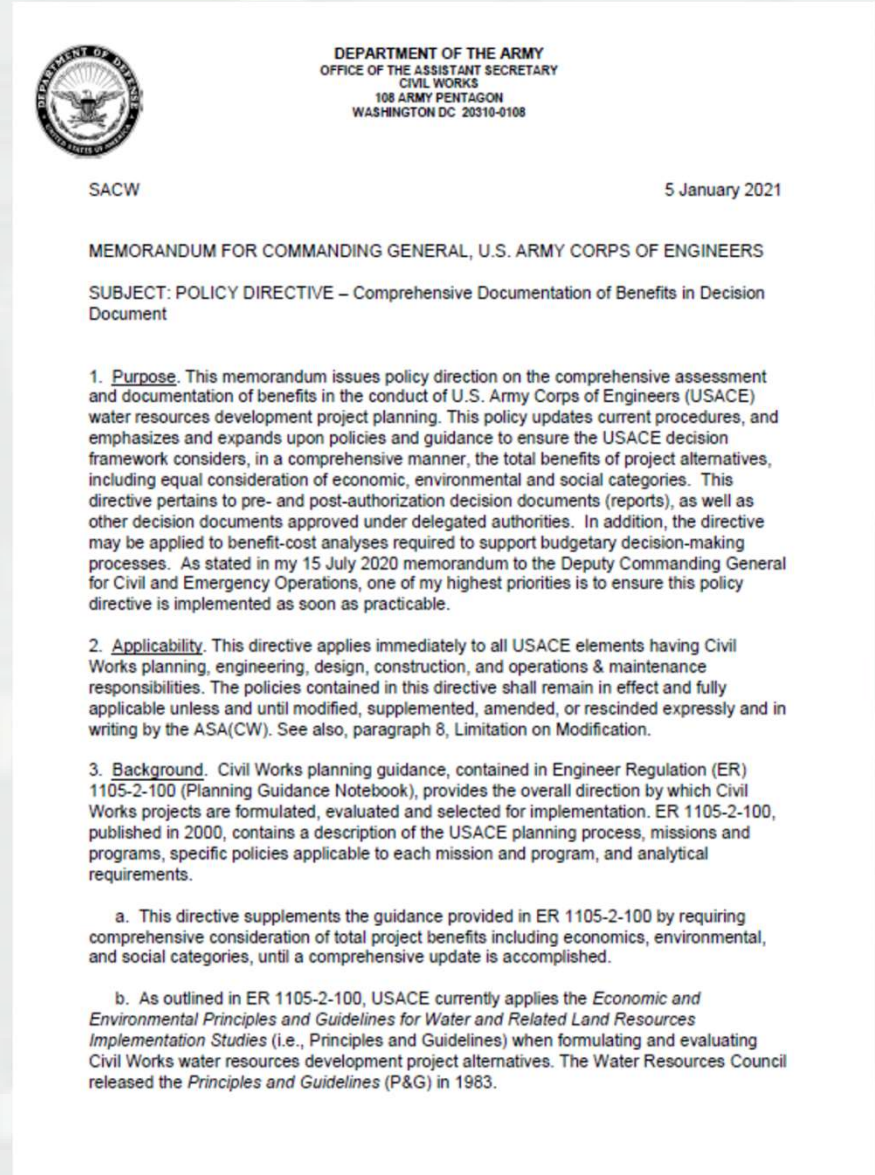 DEPARTMENT OF DEFENSE
UNITED STATES OF AMERICA
DEPARTMENT OF THE ARMY
OFFICE OF THE ASSISTANT SECRETARY
CIVIL WORKS
108 ARMY PENTAGON
WASHINGTON DC 20310-0108
SACW 5 January 2021
MEMORANDUM FOR COMMANDING GENERAL, U.S. ARMY CORPS OF ENGINEERS
SUBJECT: POLICY DIRECTIVE – Comprehensive Documentation of Benefits in Decision
Document
1. Purpose. This memorandum issues policy direction on the comprehensive assessment
and documentation of benefits in the conduct of U.S. Army Corps of Engineers (USACE)
water resources development project planning. This policy updates current procedures, and
emphasizes and expands upon policies and guidance to ensure the USACE decision
framework considers, in a comprehensive manner, the total benefits of project alternatives,
including equal consideration of economic, environmental and social categories. This
directive pertains to pre- and post-authorization decision documents (reports), as well as
other decision documents approved under delegated authorities. In addition, the directive
may be applied to benefit-cost analyses required to support budgetary decision-making
processes. As stated in my 15 July 2020 memorandum to the Deputy Commanding General
for Civil and Emergency Operations, one of my highest priorities is to ensure this policy
directive is implemented as soon as practicable.
2. Applicability. This directive applies immediately to all USACE elements having Civil
Works planning, engineering, design, construction, and operations & maintenance
responsibilities. The policies contained in this directive shall remain in effect and fully
applicable unless and until modified, supplemented, amended, or rescinded expressly and in
writing by the ASA(CW). See also, paragraph 8, Limitation on Modification.
3. Background. Civil Works planning guidance, contained in Engineer Regulation (ER)
1105-2-100 (Planning Guidance Notebook), provides the overall direction by which Civil
Works projects are formulated, evaluated and selected for implementation. ER 1105-2-100,
published in 2000, contains a description of the USACE planning process, missions and
programs, specific policies applicable to each mission and program, and analytical
requirements.
a. This directive supplements the guidance provided in ER 1105-2-100 by requiring
comprehensive consideration of total project benefits including economics, environmental,
and social categories, until a comprehensive update is accomplished.
b. As outlined in ER 1105-2-100, USACE currently applies the Economic and
Environmental Principles and Guidelines for Water and Related Land Resources
Implementation Studies (i.e., Principles and Guidelines) when formulating and evaluating
Civil Works water resources development project alternatives. The Water Resources Council
released the Principles and Guidelines (P&G) in 1983.